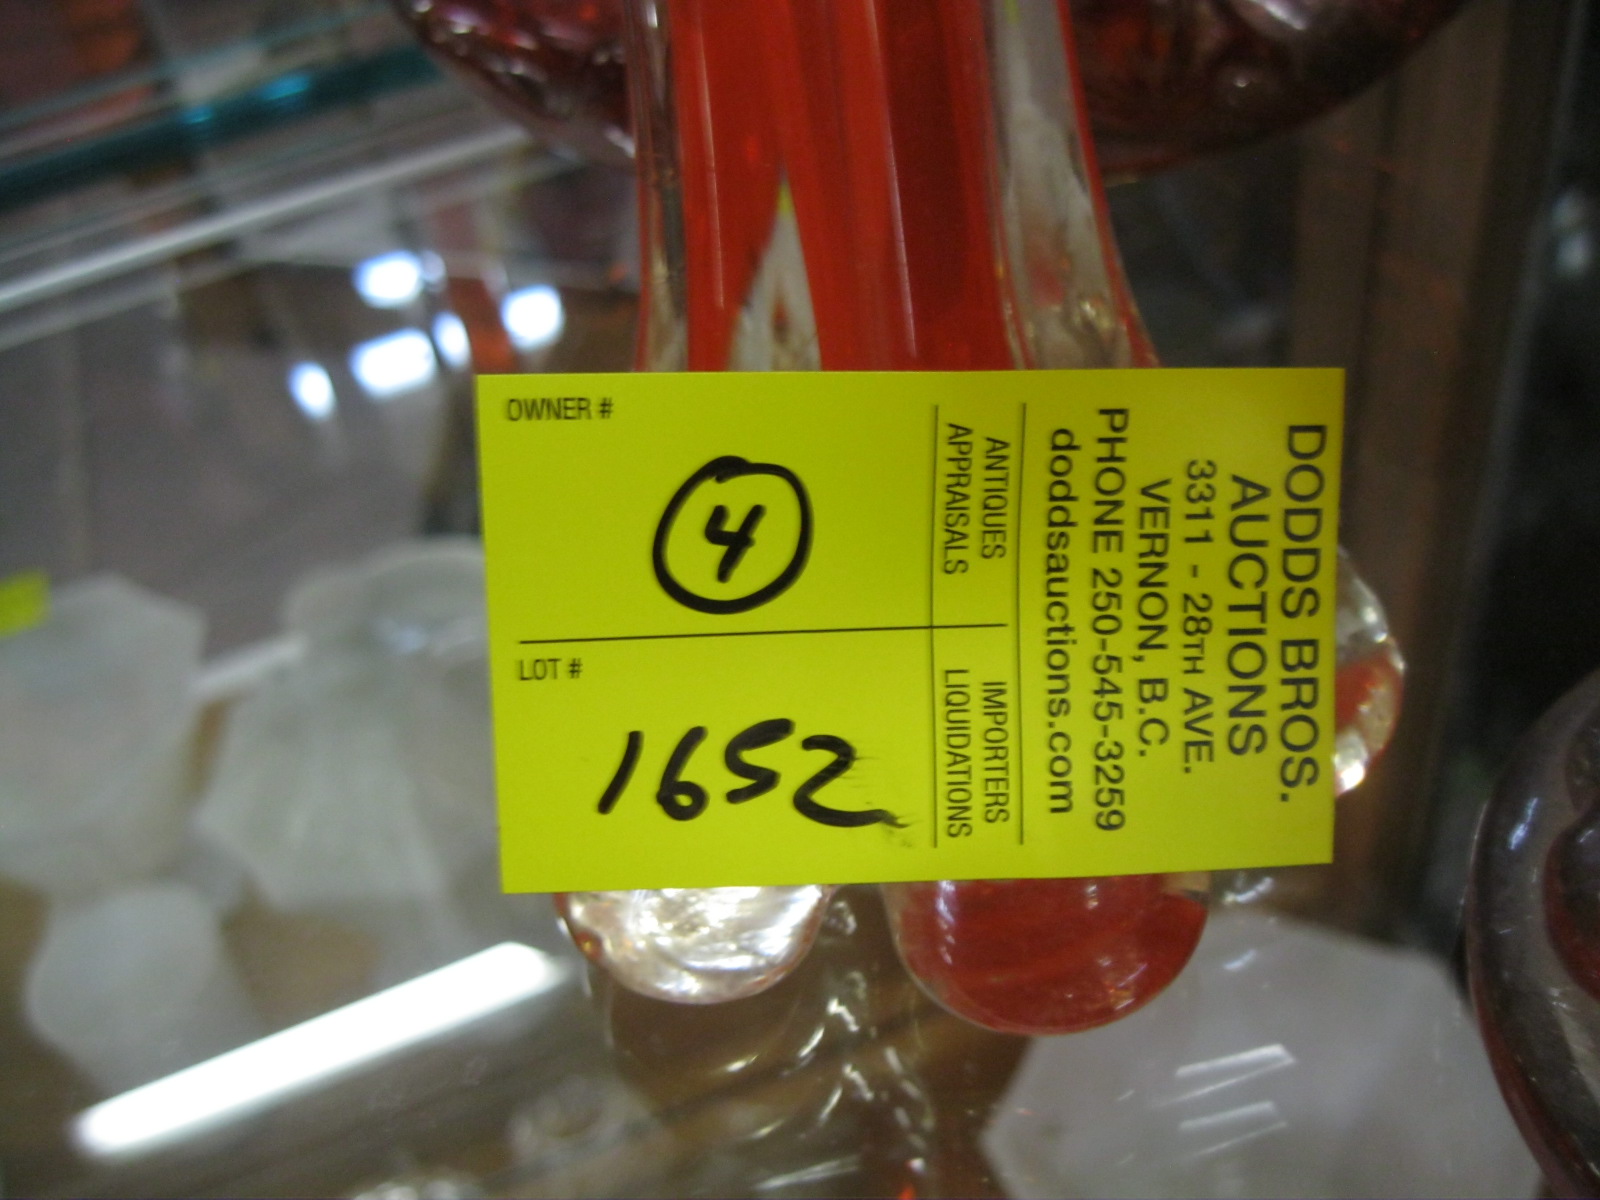 DODDS BROS.
AUCTIONS
3311 - 28TH AVE.
VERNON, B.C.
PHONE 250-545-3259
doddsauctions.com
ANTIQUES
APPRAISALS
IMPORTERS
LIQUIDATIONS
OWNER #
4
LOT #
1652